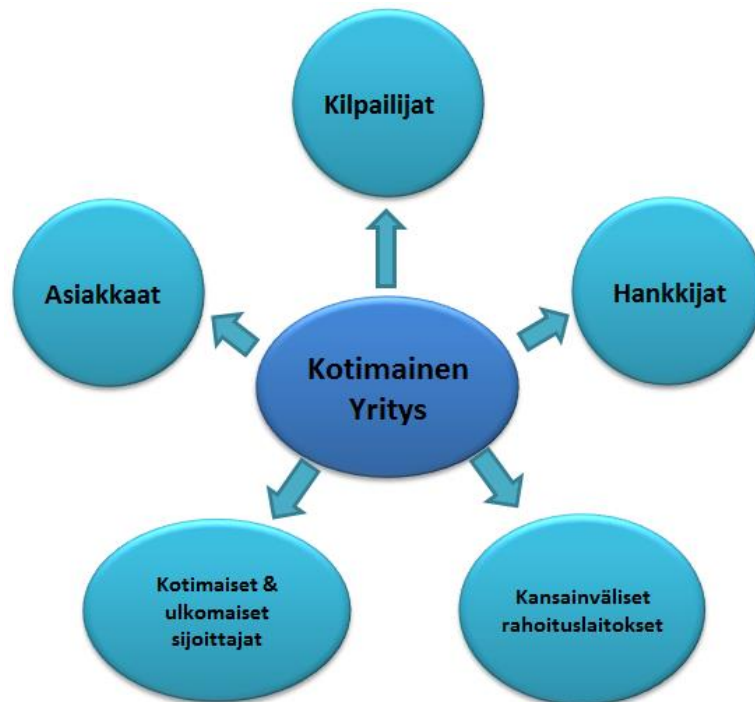 Kilpailijat
Asiakkaat
Hankkijat
Kotimainen
Yritys
Kotimaiset &
ulkomaiset
sijoittajat
Kansainväliset
rahoituslaitokset